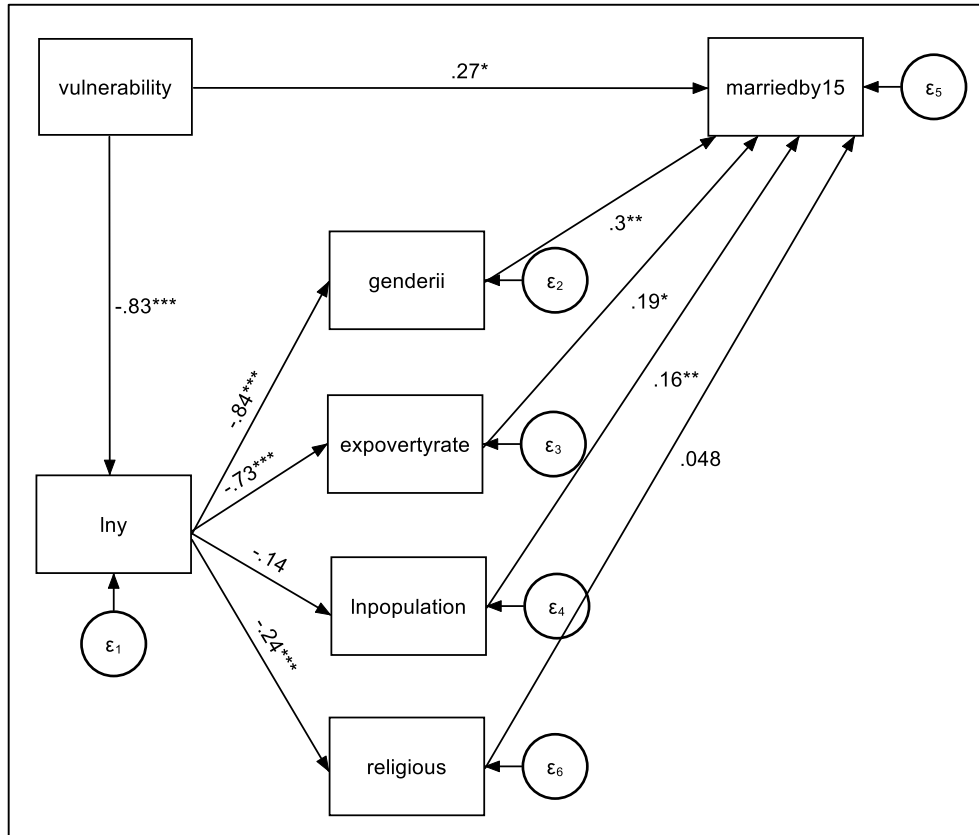 vulnerability
.27*
marriedby15
ε₅
.3**
genderii
ε₂
-.83***
.19*
-.84***
.16**
expovertyrate
ε₃
-.73***
.048
lny
-.14
lnpopulation
ε₄
-.24***
ε₁
religious
ε₆